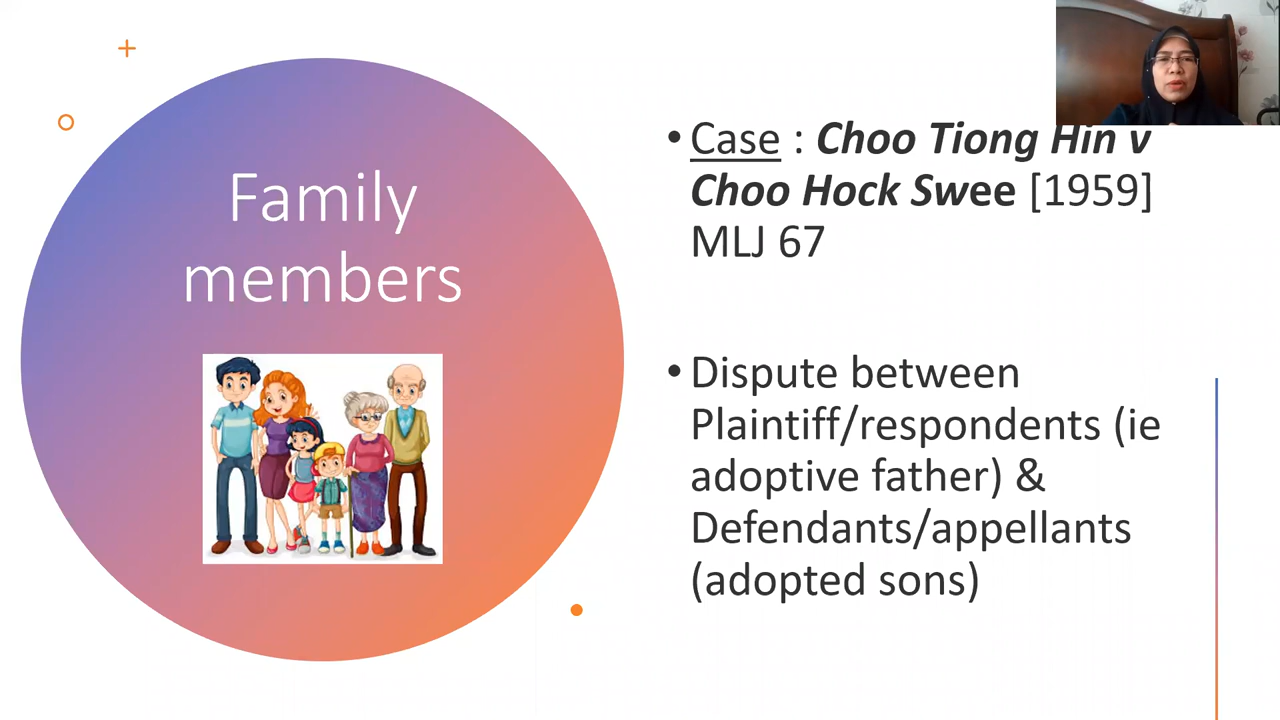 Family
members
• Case : Choo Tiong Hin v
Choo Hock Swee [1959]
MLJ 67
• Dispute between
Plaintiff/respondents (ie
adoptive father) &
Defendants/appellants
(adopted sons)